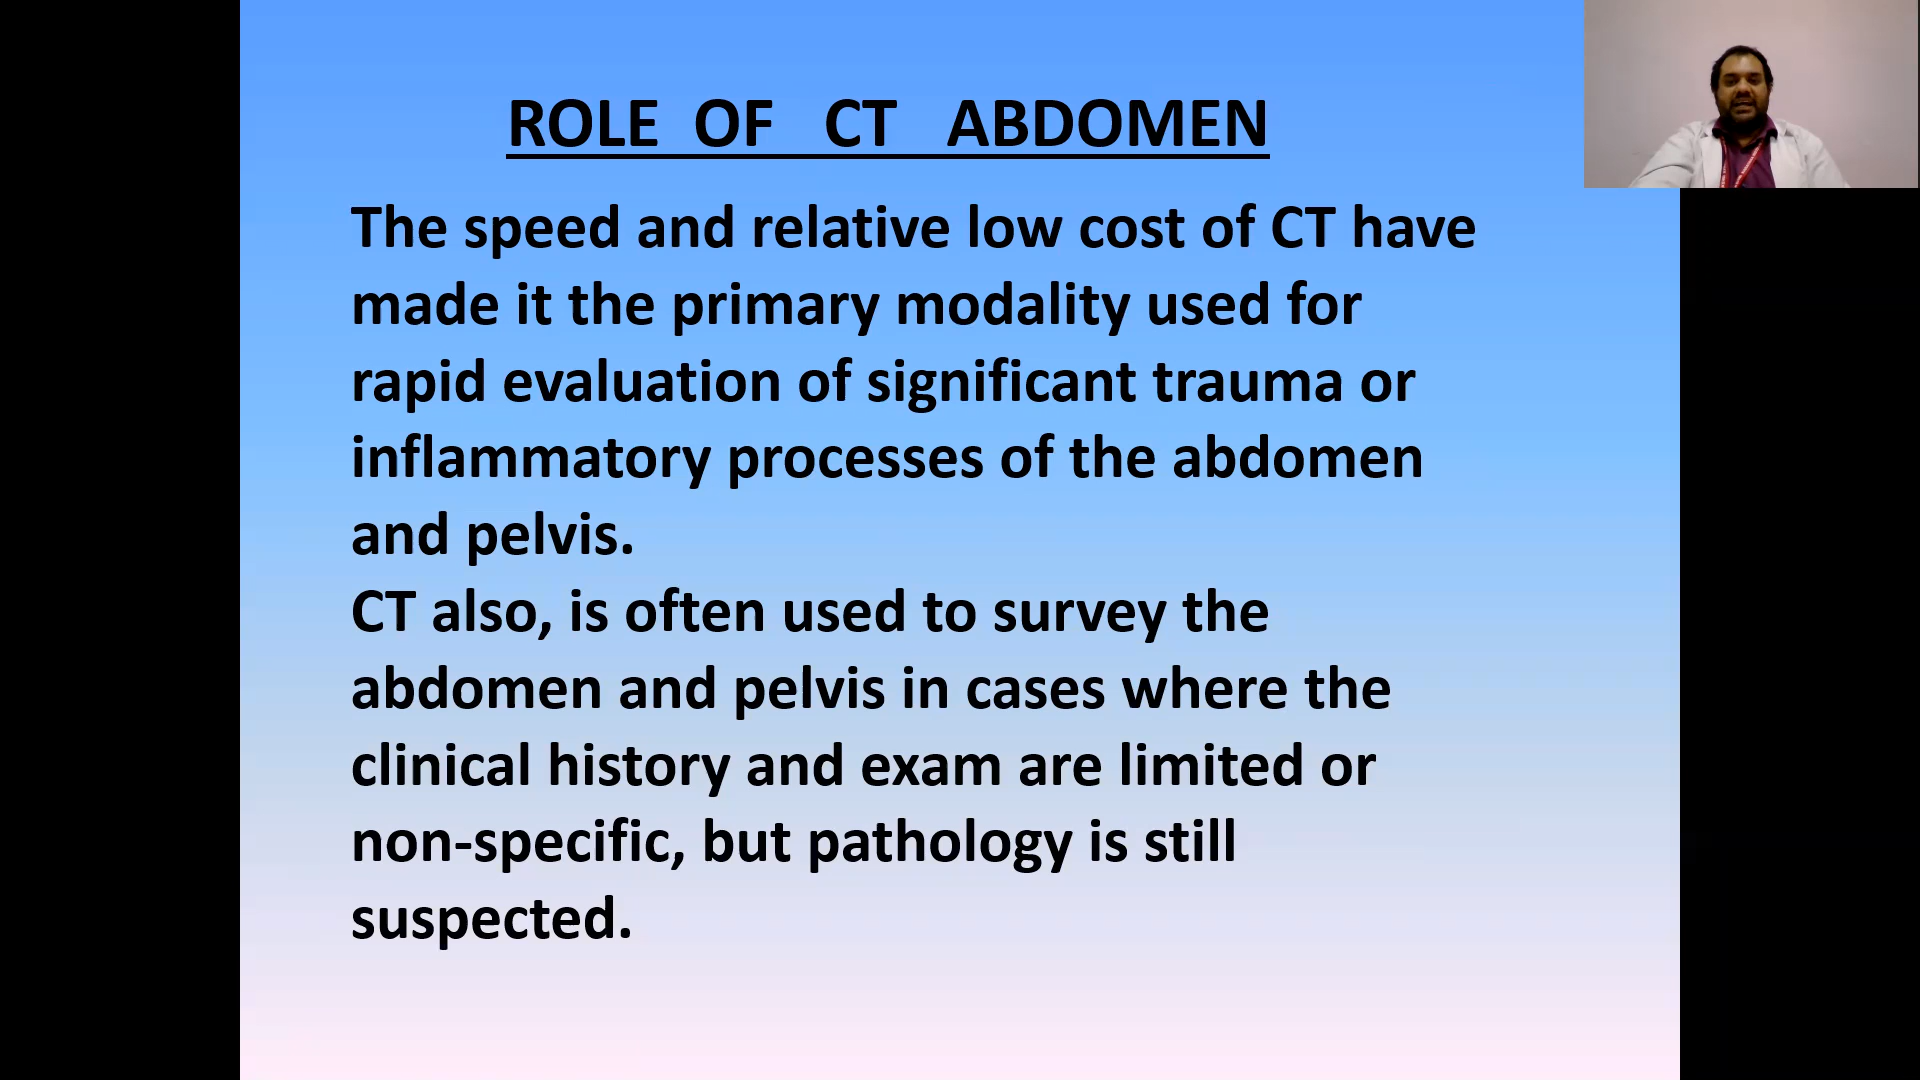 ROLE OF CT ABDOMEN
The speed and relative low cost of CT have
made it the primary modality used for
rapid evaluation of significant trauma or
inflammatory processes of the abdomen
and pelvis.
CT also, is often used to survey the
abdomen and pelvis in cases where the
clinical history and exam are limited or
non-specific, but pathology is still
suspected.